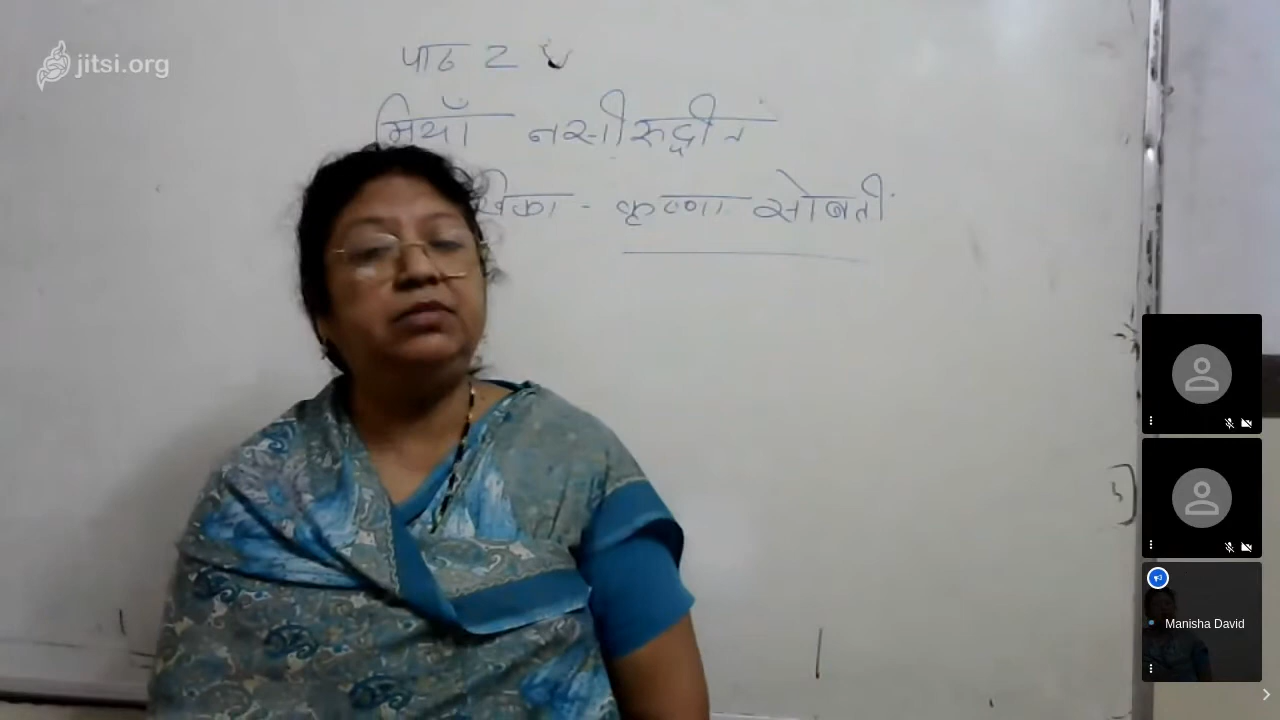 jitsi.org
पाठ 2
मियाँ नसीरुद्दीन
खिका - कृष्णा सोबती
Manisha David